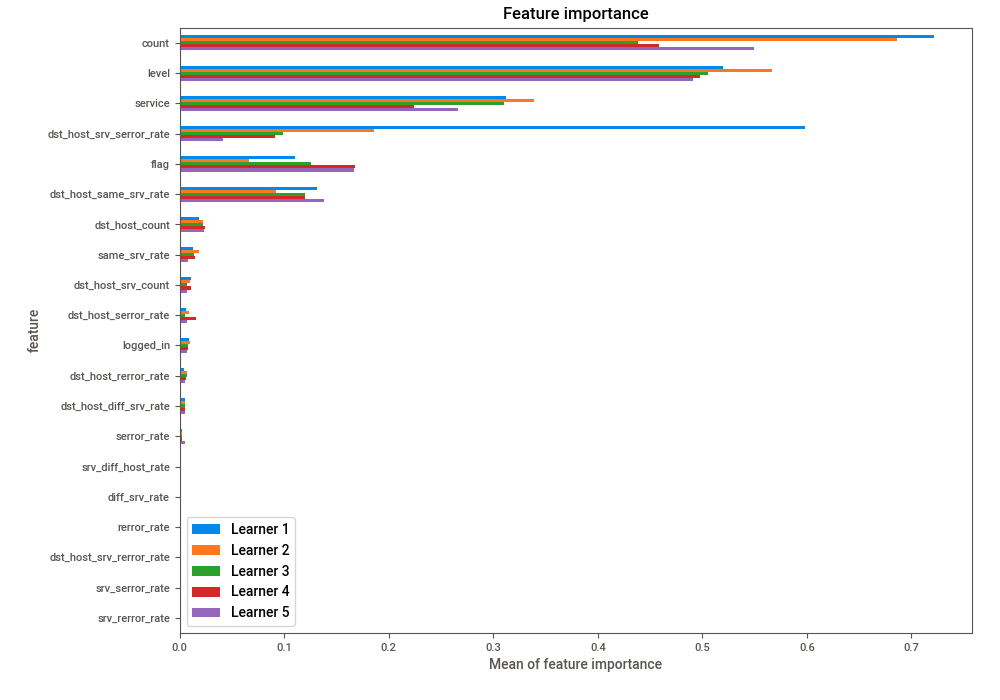 Feature importance
count
level
service
dst_host_srv_serror_rate
flag
dst_host_same_srv_rate
dst_host_count
same_srv_rate
dst_host_srv_count
dst_host_serror_rate
logged_in
dst_host_rerror_rate
dst_host_diff_srv_rate
serror_rate
srv_diff_host_rate
diff_srv_rate
rerror_rate
dst_host_srv_rerror_rate
srv_serror_rate
srv_rerror_rate
feature
Learner 1
Learner 2
Learner 3
Learner 4
Learner 5
0.0 0.1 0.2 0.3 0.4 0.5 0.6 0.7
Mean of feature importance